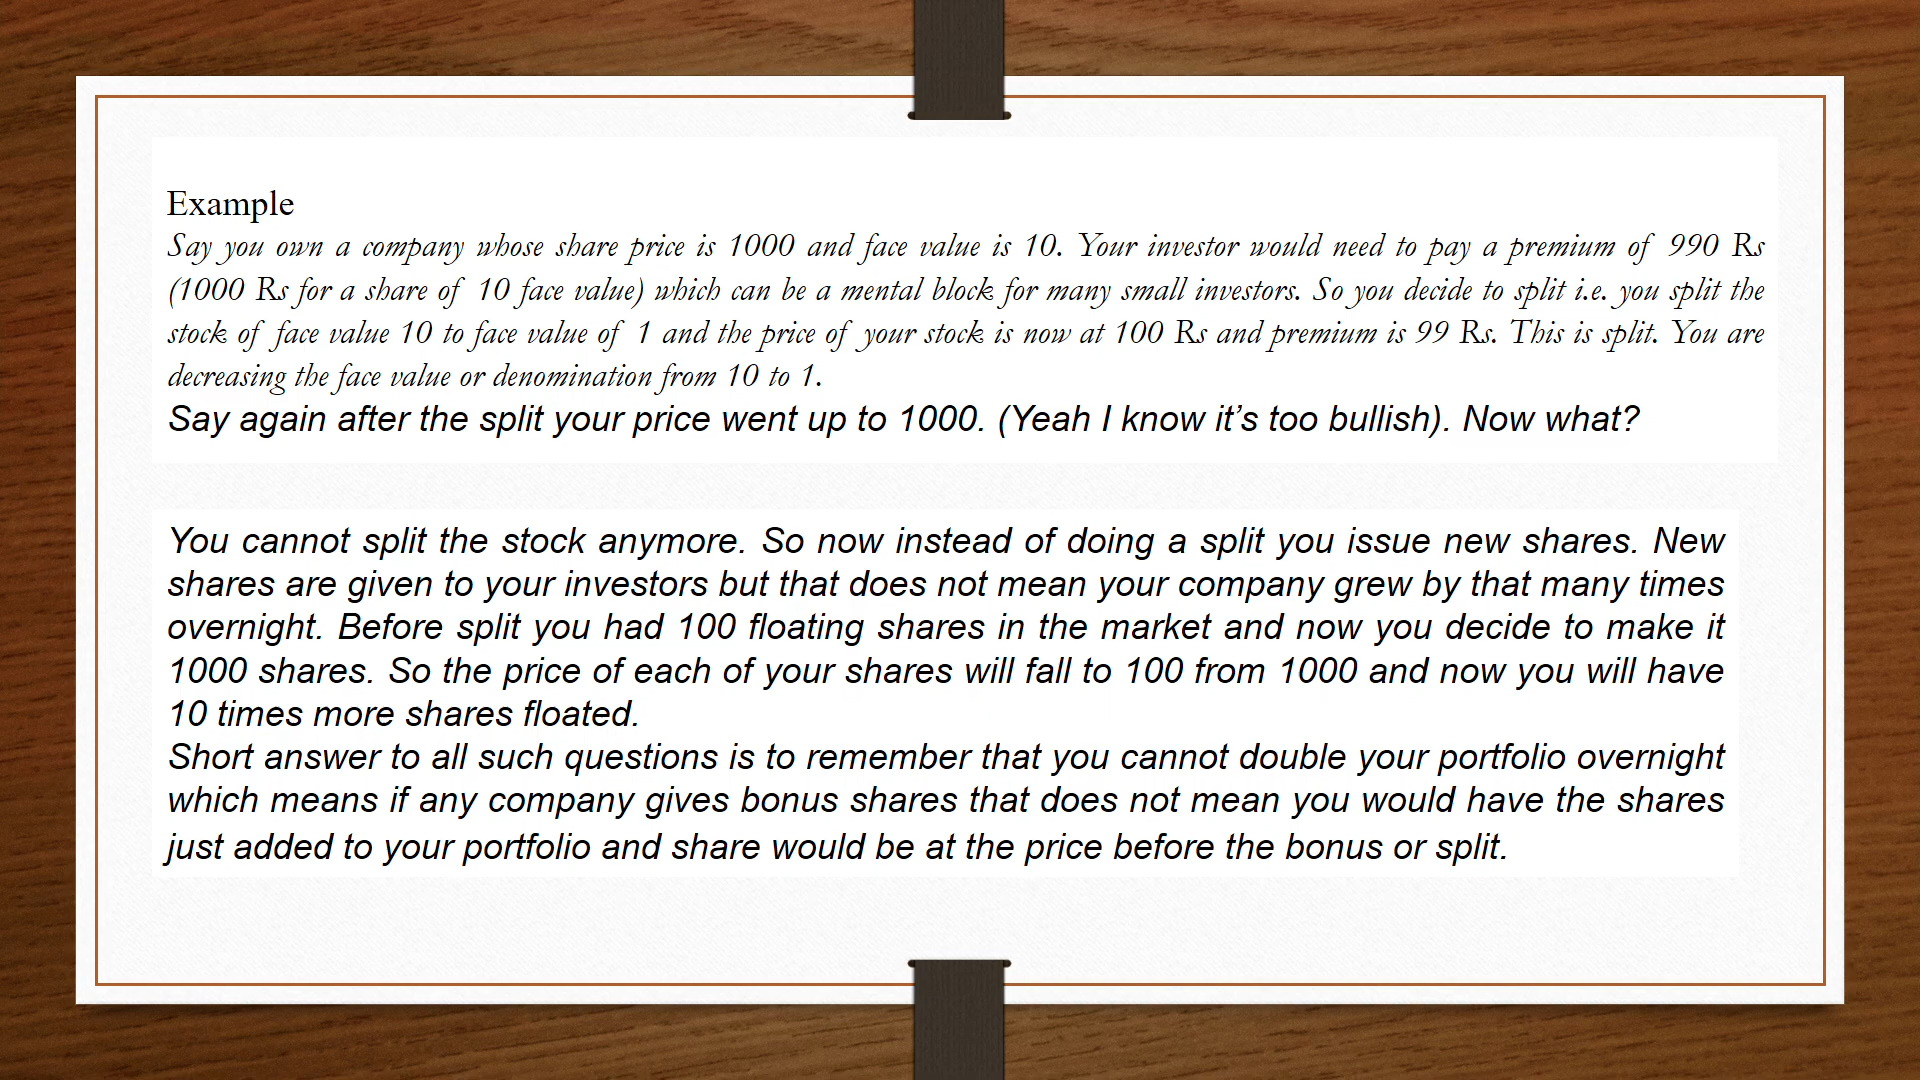 Example
Say you own a company whose share price is 1000 and face value is 10. Your investor would need to pay a premium of 990 Rs
(1000 Rs for a share of 10 face value) which can be a mental block for many small investors. So you decide to split i.e. you split the
stock of face value 10 to face value of 1 and the price of your stock is now at 100 Rs and premium is 99 Rs. This is split. You are
decreasing the face value or denomination from 10 to 1.
Say again after the split your price went up to 1000. (Yeah I know it’s too bullish). Now what?
You cannot split the stock anymore. So now instead of doing a split you issue new shares. New
shares are given to your investors but that does not mean your company grew by that many times
overnight. Before split you had 100 floating shares in the market and now you decide to make it
1000 shares. So the price of each of your shares will fall to 100 from 1000 and now you will have
10 times more shares floated.
Short answer to all such questions is to remember that you cannot double your portfolio overnight
which means if any company gives bonus shares that does not mean you would have the shares
just added to your portfolio and share would be at the price before the bonus or split.